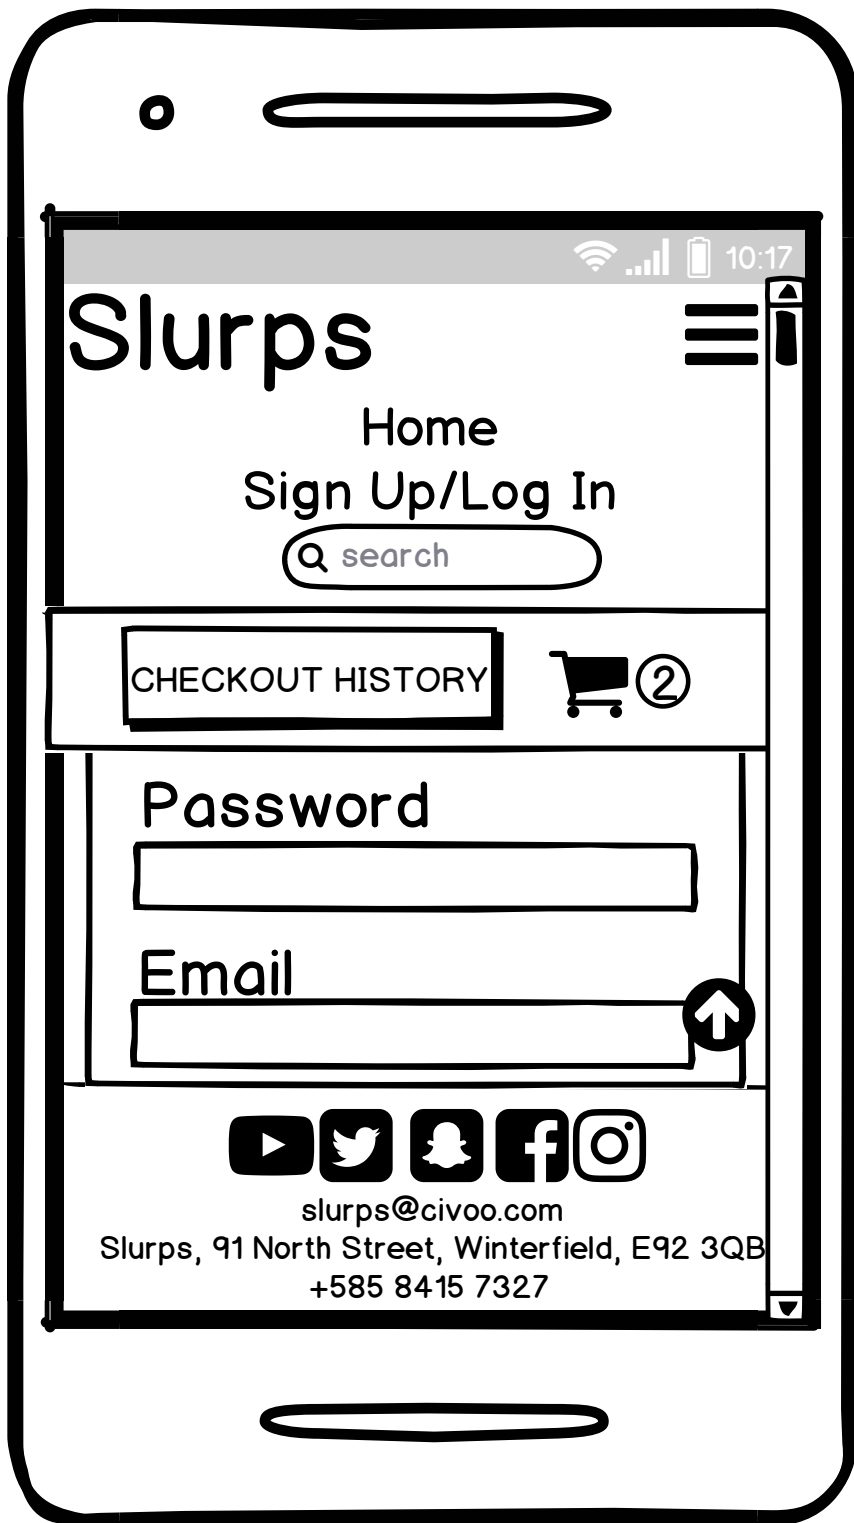 10:17
Slurps
Home
Sign Up/Log In
search
CHECKOUT HISTORY
2
Password
Email
slurps@civoo.com
Slurps, 91 North Street, Winterfield, E92 3QB
+585 8415 7327